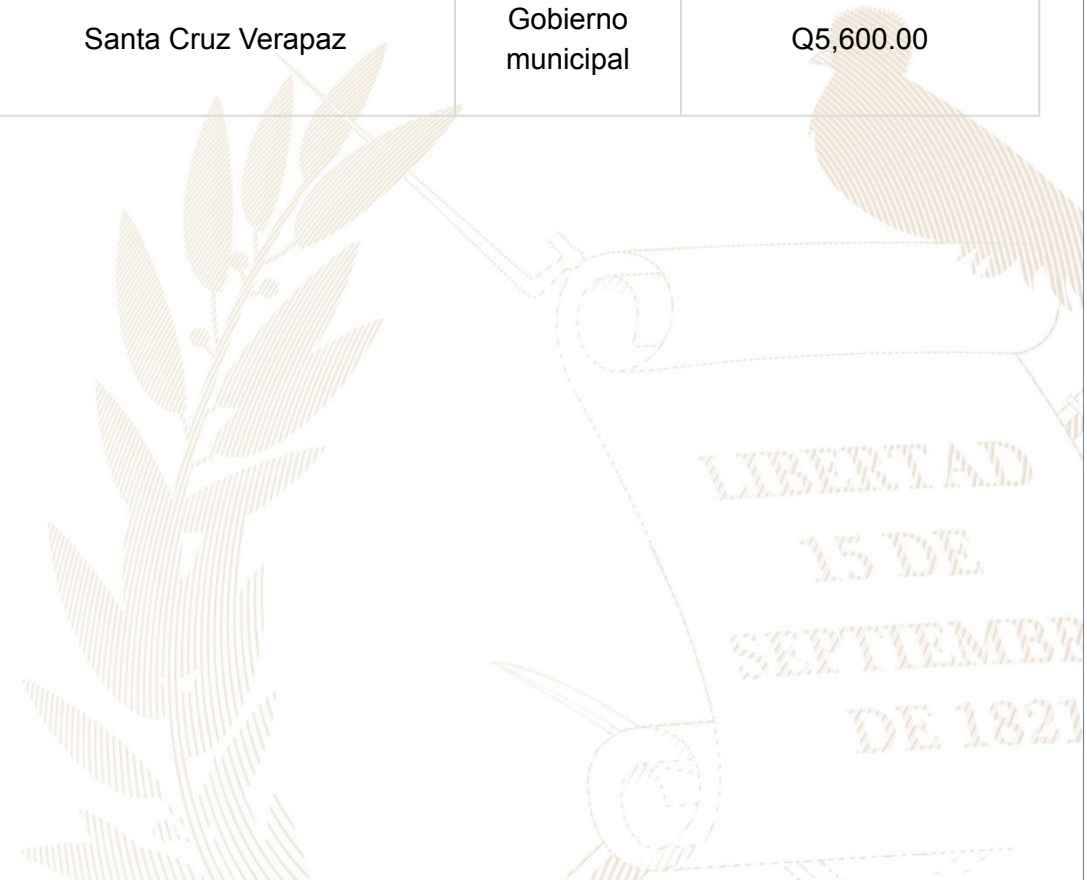 Santa Cruz Verapaz
Gobierno
municipal
Q5,600.00
LIBERTAD
15 DE
SEPTIEMBRE
DE 1821